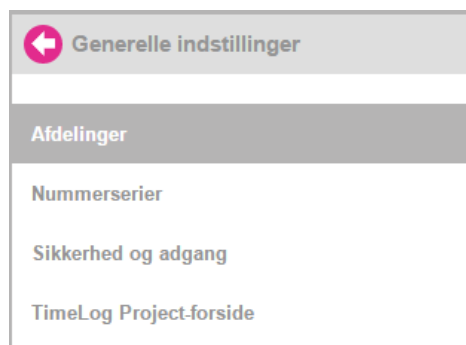 Generelle indstillinger
Afdelinger
Nummerserier
Sikkerhed og adgang
TimeLog Project-forside